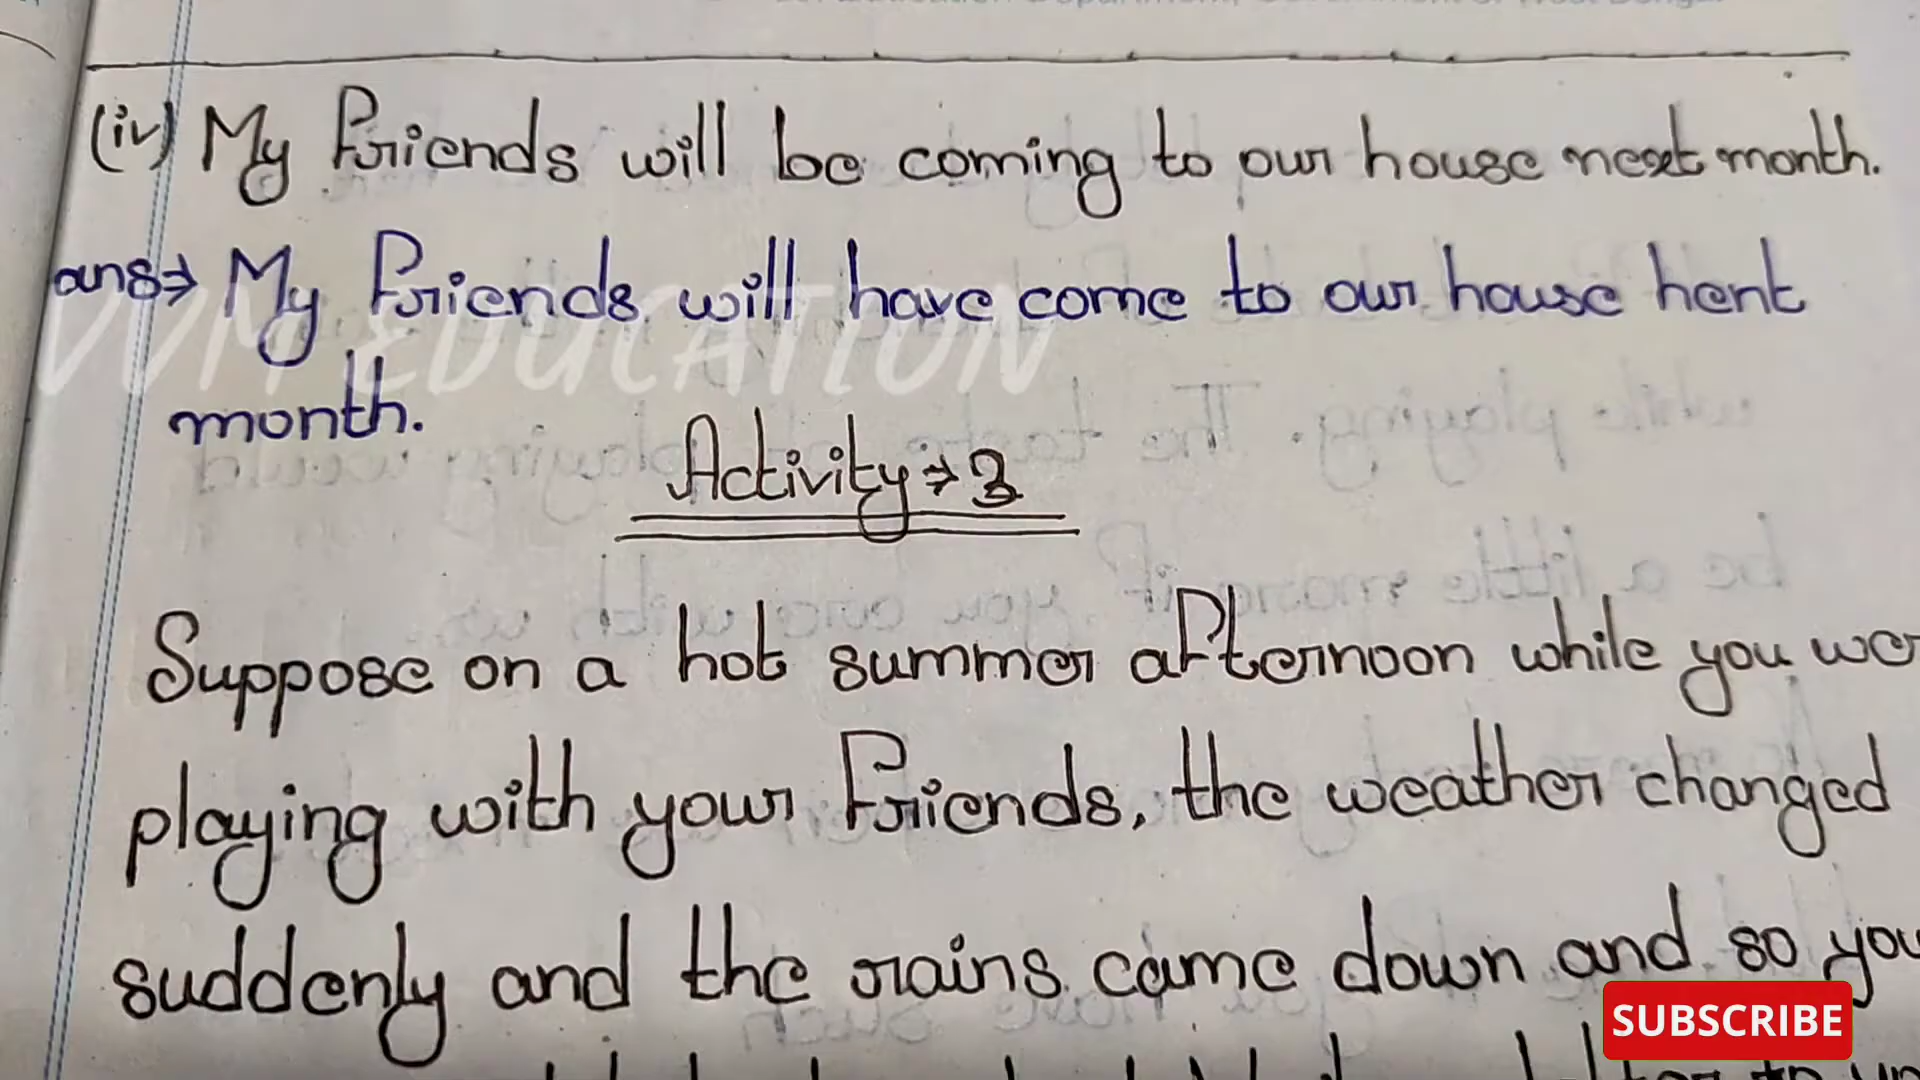 (iv) My friends will be coming to our house next month.
ans⇒ My friends will have come to our house hent
month.
VVM EDUCATION
Activity ⇒ 3
Suppose on a hot summer afternoon while you
playing with your friends, the weather changed
suddenly and the rains came down and so you
SUBSCRIBE